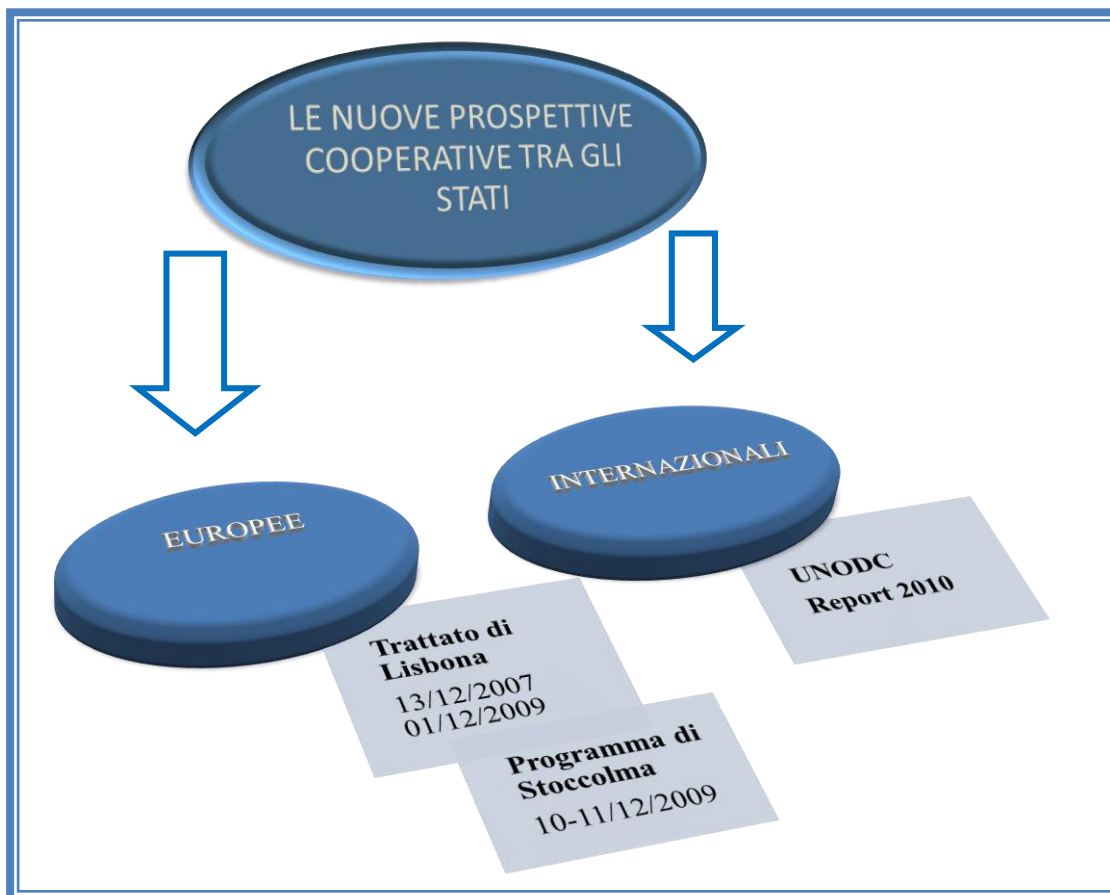 LE NUOVE PROSPETTIVE
COOPERATIVE TRA GLI
STATI
EUROPEE
Trattato di
Lisbona
13/12/2007
01/12/2009
Programma di
Stoccolma
10-11/12/2009
INTERNAZIONALI
UNODC
Report 2010